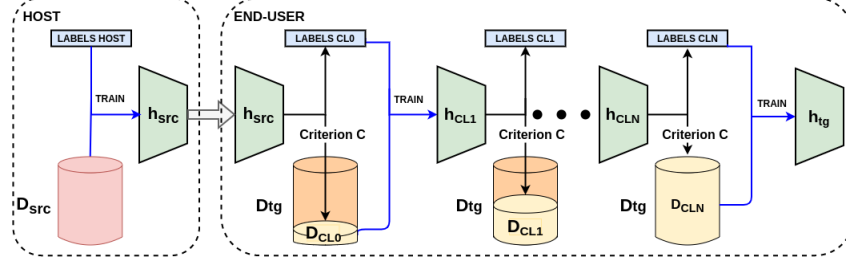 HOST
END-USER
LABELS HOST
LABELS CL0
LABELS CL1
LABELS CLN
TRAIN
hsrc
hsrc
TRAIN
hCL1
hCLN
TRAIN
htg
Criterion C
Criterion C
Criterion C
Dsrc
Dtg
DCL0
Dtg
DCL1
Dtg
DCLN